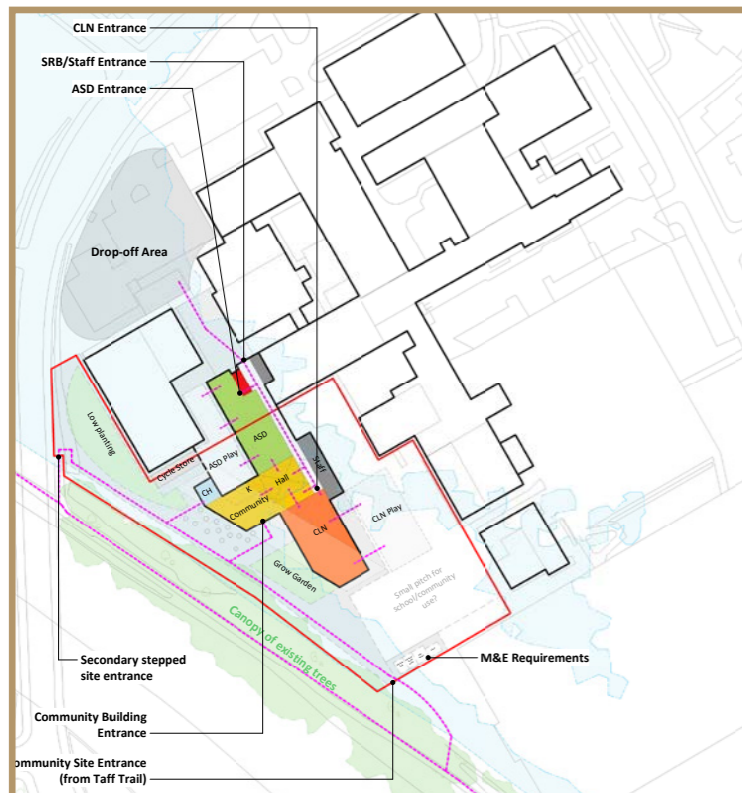 CLN Entrance
SRB/Staff Entrance
ASD Entrance
Drop-off Area
Low planting
Cycle Store
ASD Play
ASD
Staff
CH
K
Hall
Community
CLN
CLN Play
Grow Garden
Small pitch for
school/community
use?
Canopy of existing trees
Secondary stepped
site entrance
M&E Requirements
Community Building
Entrance
ommunity Site Entrance
(from Taff Trail)